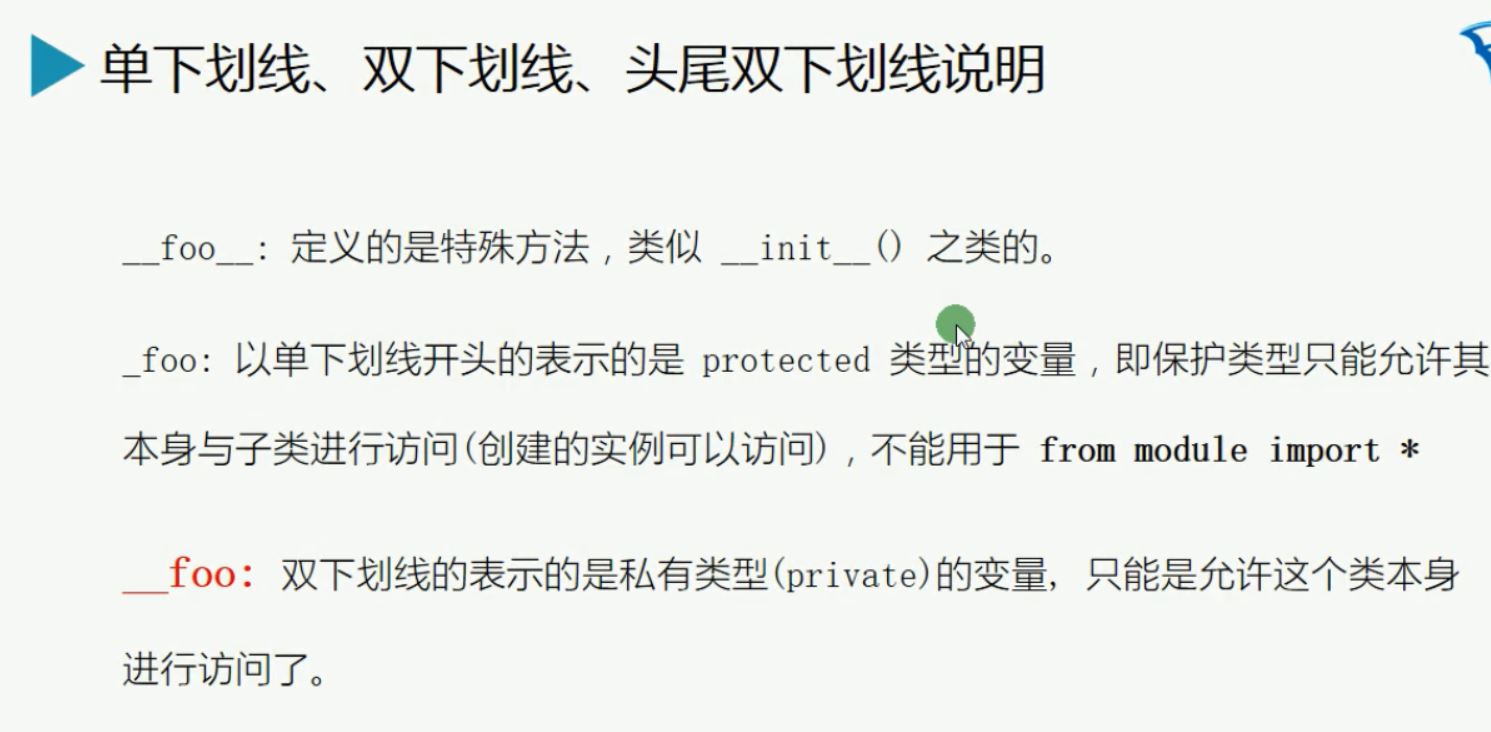 单下划线、双下划线、头尾双下划线说明
__foo__: 定义的是特殊方法，类似 __init__() 之类的。
_foo: 以单下划线开头的表示的是 protected 类型的变量，即保护类型只能允许其
本身与子类进行访问(创建的实例可以访问)，不能用于 from module import *
__foo: 双下划线的表示的是私有类型(private)的变量, 只能是允许这个类本身
进行访问了。